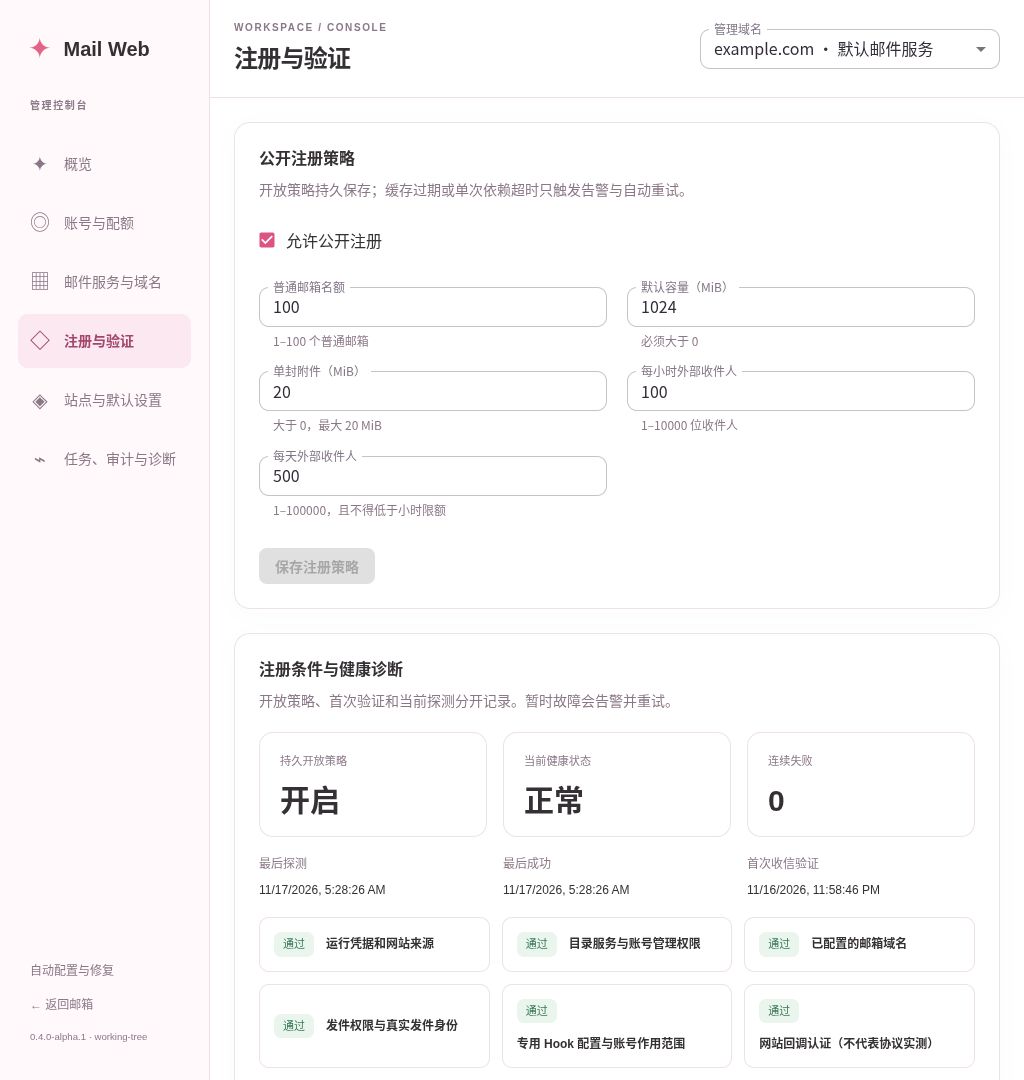 Mail Web
管理控制台
概览
账号与配额
邮件服务与域名
注册与验证
站点与默认设置
任务、审计与诊断
自动配置与修复
← 返回邮箱
0.4.0-alpha.1 · working-tree
WORKSPACE / CONSOLE
注册与验证
管理域名
example.com · 默认邮件服务
公开注册策略
开放策略持久保存；缓存过期或单次依赖超时只触发告警与自动重试。
允许公开注册
普通邮箱名额
100
1–100 个普通邮箱
默认容量（MiB）
1024
必须大于 0
单封附件（MiB）
20
大于 0，最大 20 MiB
每小时外部收件人
100
1–10000 位收件人
每天外部收件人
500
1–100000，且不得低于小时限额
保存注册策略
注册条件与健康诊断
开放策略、首次验证和当前探测分开记录。暂时故障会告警并重试。
持久开放策略
开启
当前健康状态
正常
连续失败
0
最后探测
11/17/2026, 5:28:26 AM
最后成功
11/17/2026, 5:28:26 AM
首次收信验证
11/16/2026, 11:58:46 PM
通过 运行凭据和网站来源
通过 目录服务与账号管理权限
通过 已配置的邮箱域名
通过 发件权限与真实发件身份
通过
专用 Hook 配置与账号作用范围
通过
网站回调认证（不代表协议实测）